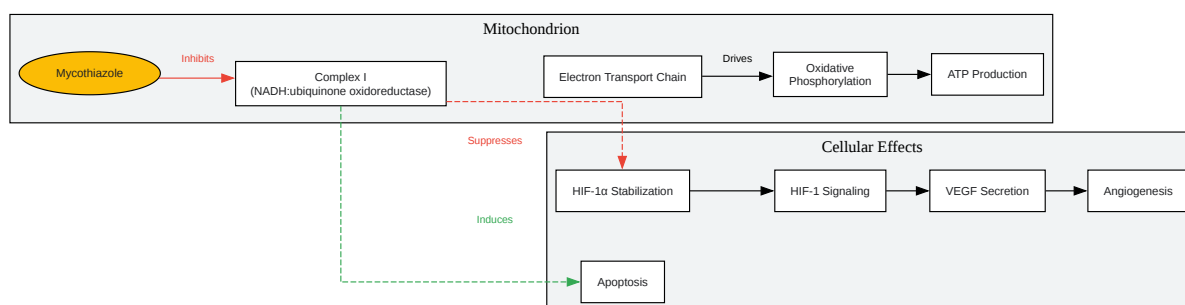 Mitochondrion
Mycothiazole
Inhibits
Complex I
(NADH:ubiquinone oxidoreductase)
Electron Transport Chain
Drives
Oxidative
Phosphorylation
ATP Production
Suppresses
Cellular Effects
HIF-1α Stabilization
HIF-1 Signaling
VEGF Secretion
Angiogenesis
Induces
Apoptosis